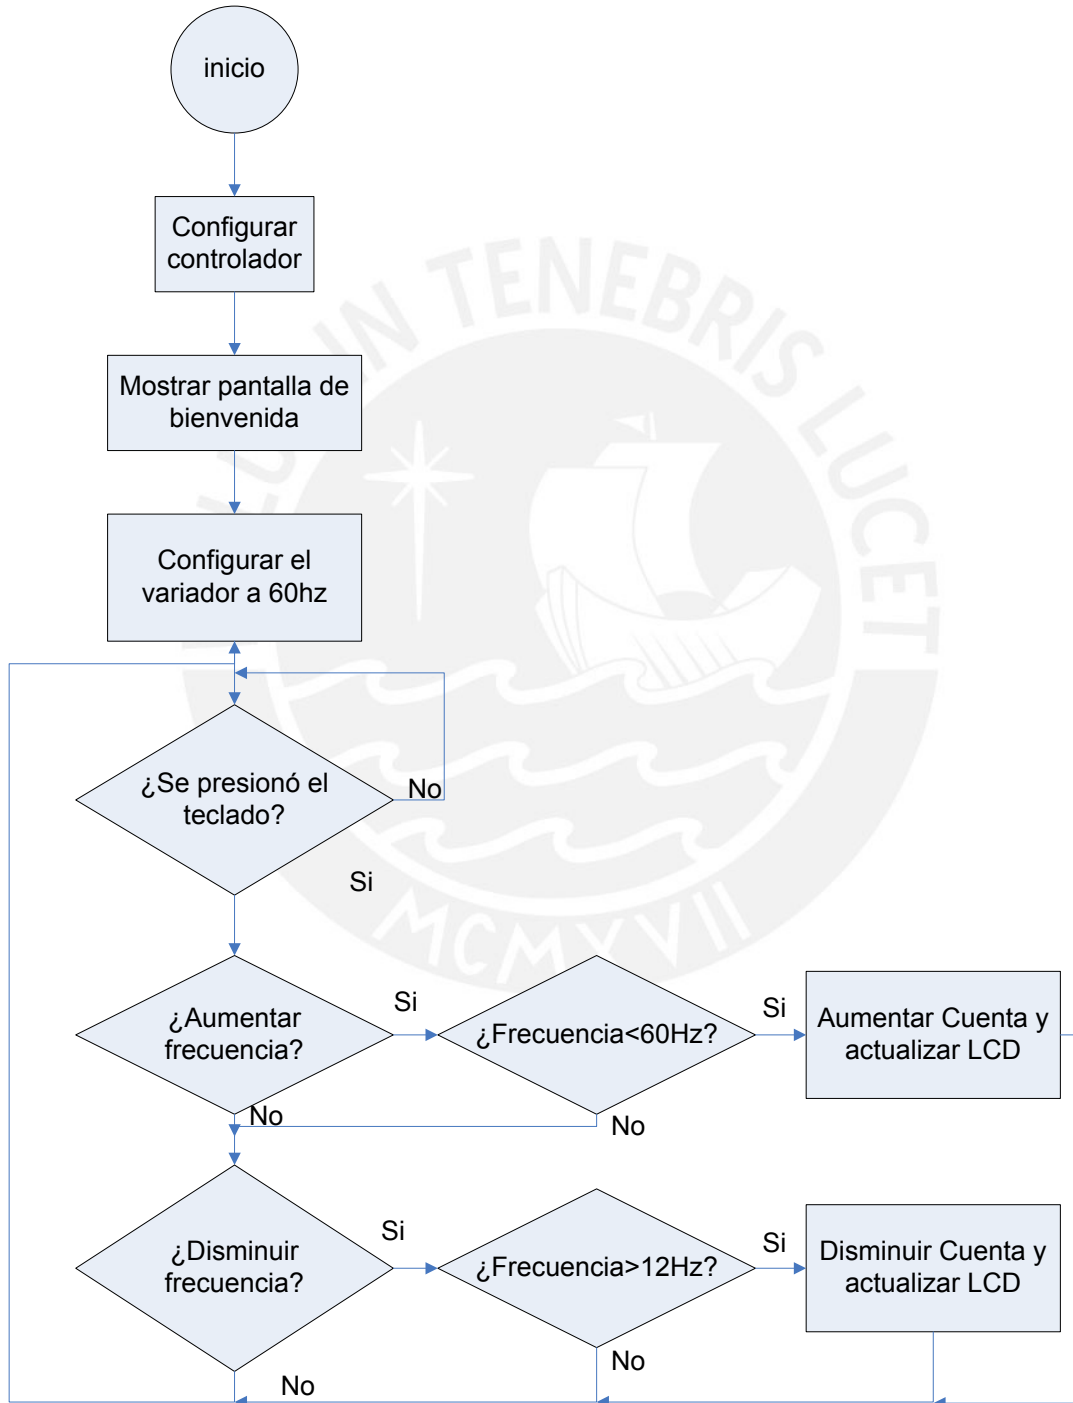 inicio
Configurar
controlador
Mostrar pantalla de
bienvenida
Configurar el
variador a 60hz
¿Se presionó el
teclado?
No
Si
¿Aumentar
frecuencia?
Si
¿Frecuencia<60Hz?
Si
Aumentar Cuenta y
actualizar LCD
No
No
¿Disminuir
frecuencia?
Si
¿Frecuencia>12Hz?
Si
Disminuir Cuenta y
actualizar LCD
No
No
IN TENEBRIS LUCET
MCMXVII